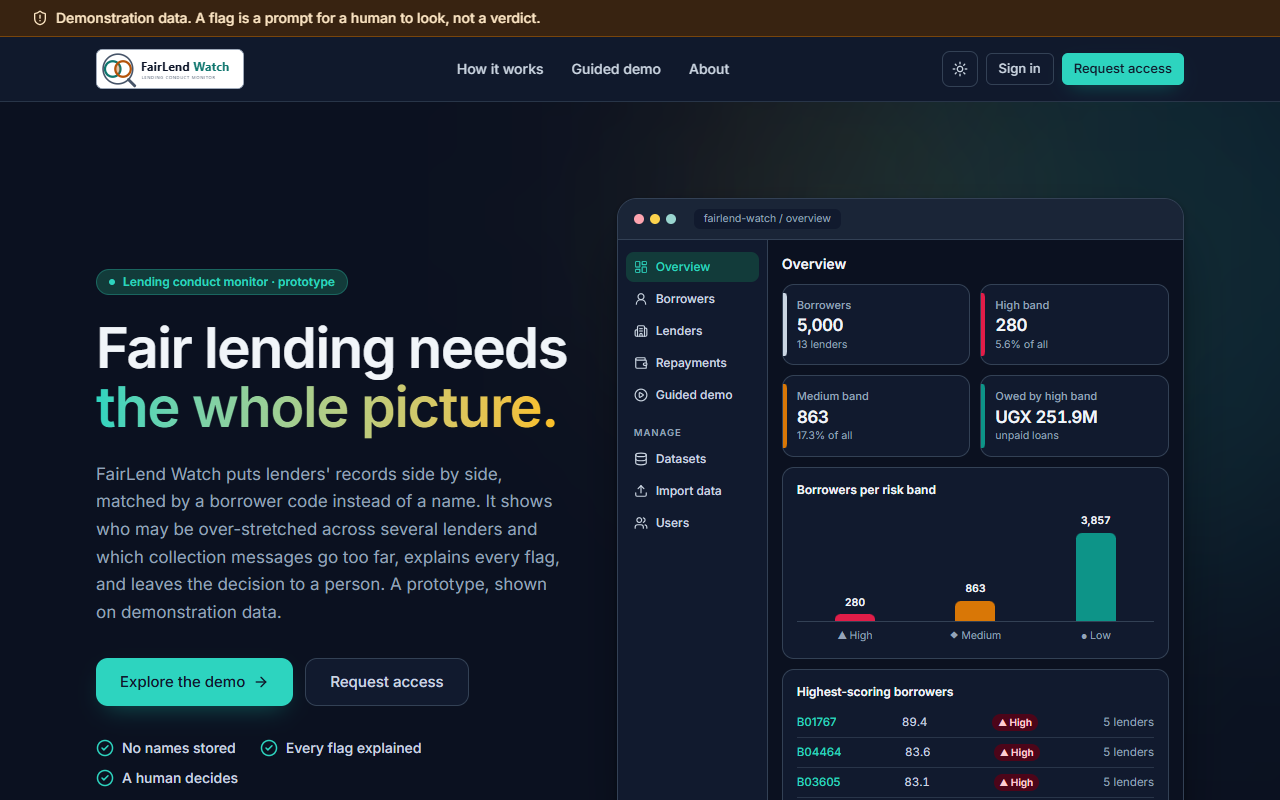 Demonstration data. A flag is a prompt for a human to look, not a verdict.
FairLend Watch
LENDING CONDUCT MONITOR
How it works
Guided demo
About
Sign in
Request access
Lending conduct monitor · prototype
Fair lending needs
the whole picture.
FairLend Watch puts lenders' records side by side,
matched by a borrower code instead of a name. It shows
who may be over-stretched across several lenders and
which collection messages go too far, explains every flag,
and leaves the decision to a person. A prototype, shown
on demonstration data.
Explore the demo →
Request access
No names stored
Every flag explained
A human decides
fairlend-watch / overview
Overview
Borrowers
Lenders
Repayments
Guided demo
MANAGE
Datasets
Import data
Users
Overview
Borrowers
5,000
13 lenders
High band
280
5.6% of all
Medium band
863
17.3% of all
Owed by high band
UGX 251.9M
unpaid loans
Borrowers per risk band
280
863
3,857
▲ High
◆ Medium
● Low
Highest-scoring borrowers
B01767 89.4 ▲ High 5 lenders
B04464 83.6 ▲ High 5 lenders
B03605 83.1 ▲ High 5 lenders